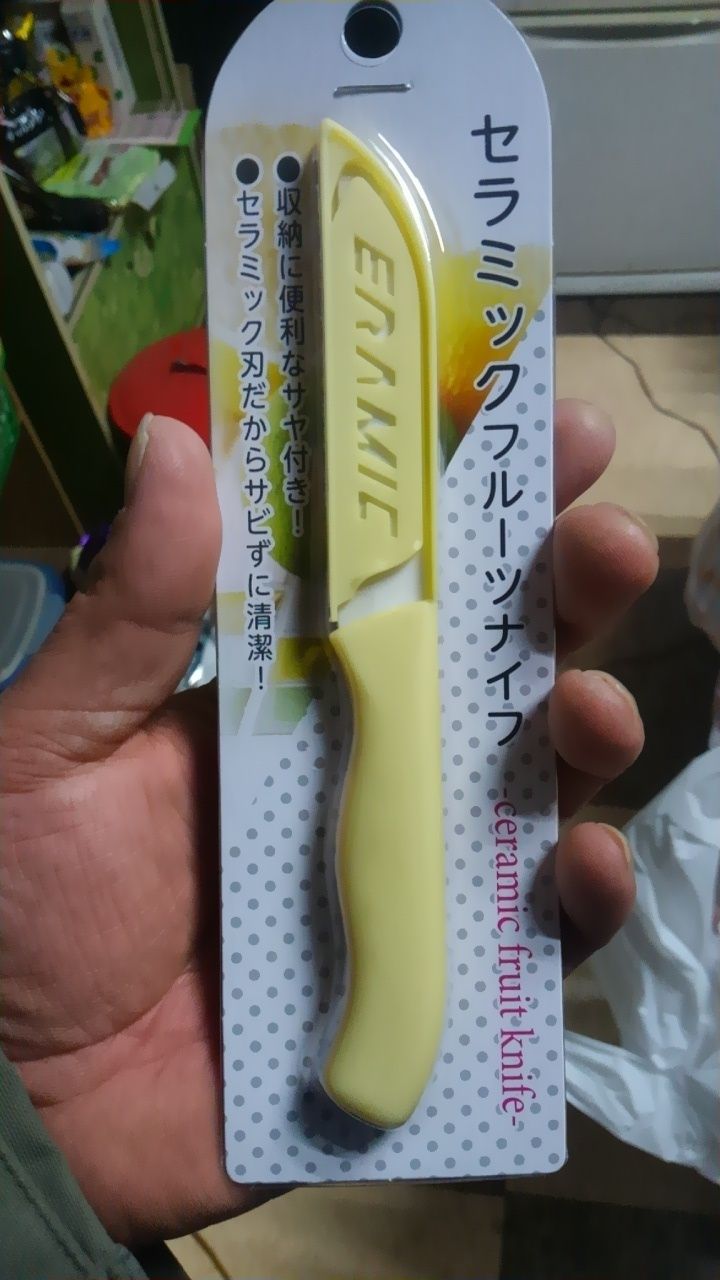 セラミックフルーツナイフ
-ceramic fruit knife-
●収納に便利なサヤ付き！
●セラミック刃だからサビずに清潔！
ERAMIC